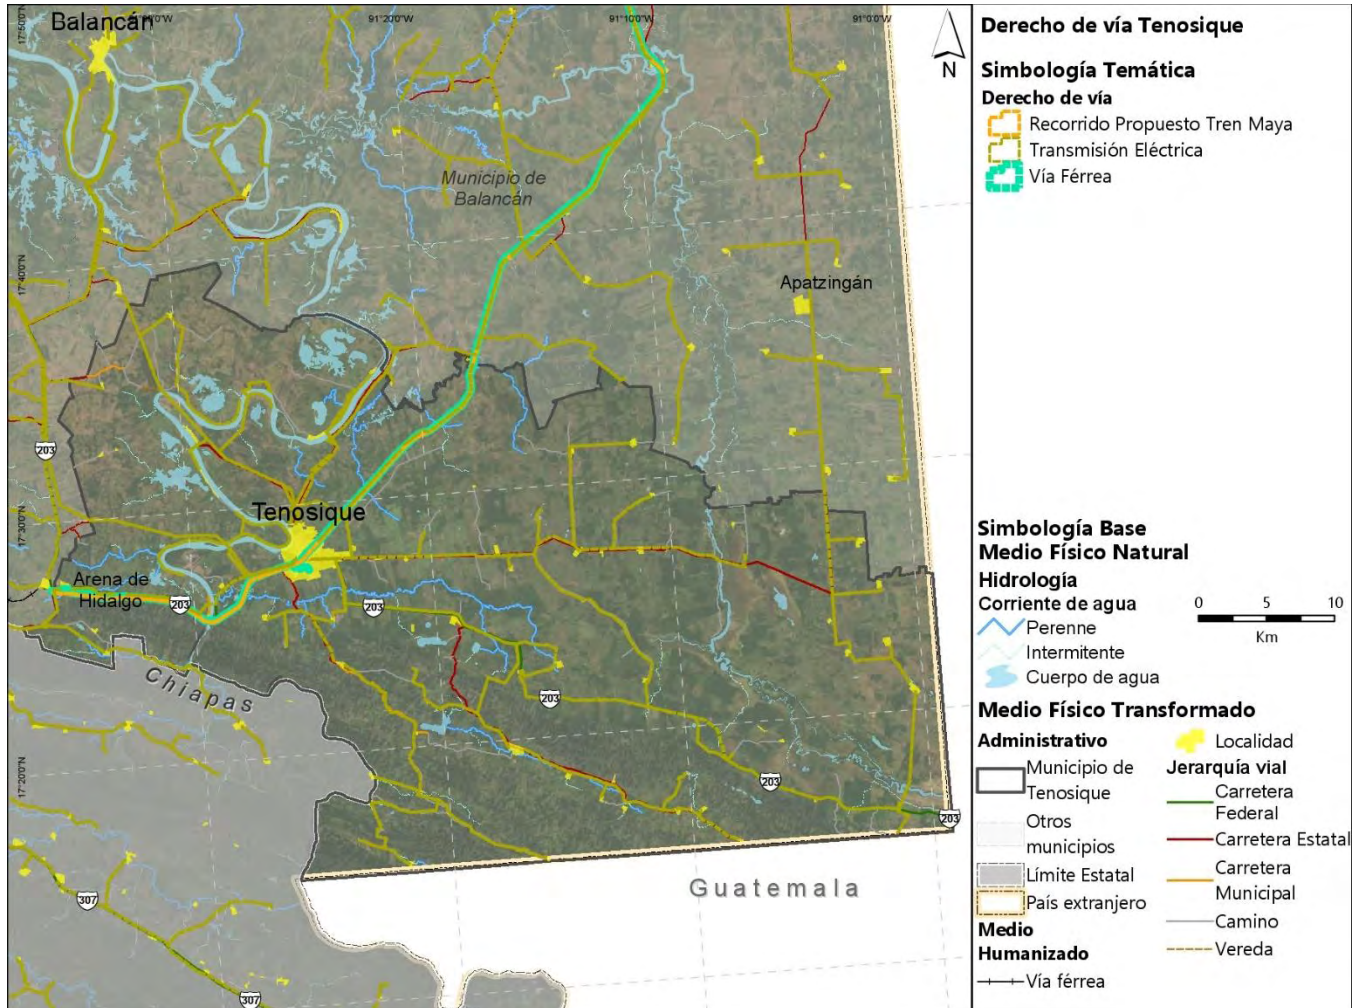 Balancán
91°20'0"W
91°10'0"W
91°0'0"W
17°50'0"N
N
Municipio de
Balancán
17°40'0"N
Apatzingán
203
Tenosique
17°30'0"N
Arena de
Hidalgo
203
203
Chiapas
203
17°20'0"N
203
203
Guatemala
307
307
Derecho de vía Tenosique
Simbología Temática
Derecho de vía
Recorrido Propuesto Tren Maya
Transmisión Eléctrica
Vía Férrea
Simbología Base
Medio Físico Natural
Hidrología
Corriente de agua
Perenne
Intermitente
Cuerpo de agua
0 5 10
Km
Medio Físico Transformado
Administrativo
Municipio de
Tenosique
Otros
municipios
Límite Estatal
País extranjero
Medio
Humanizado
Vía férrea
Localidad
Jerarquía vial
Carretera
Federal
Carretera Estatal
Carretera
Municipal
Camino
Vereda